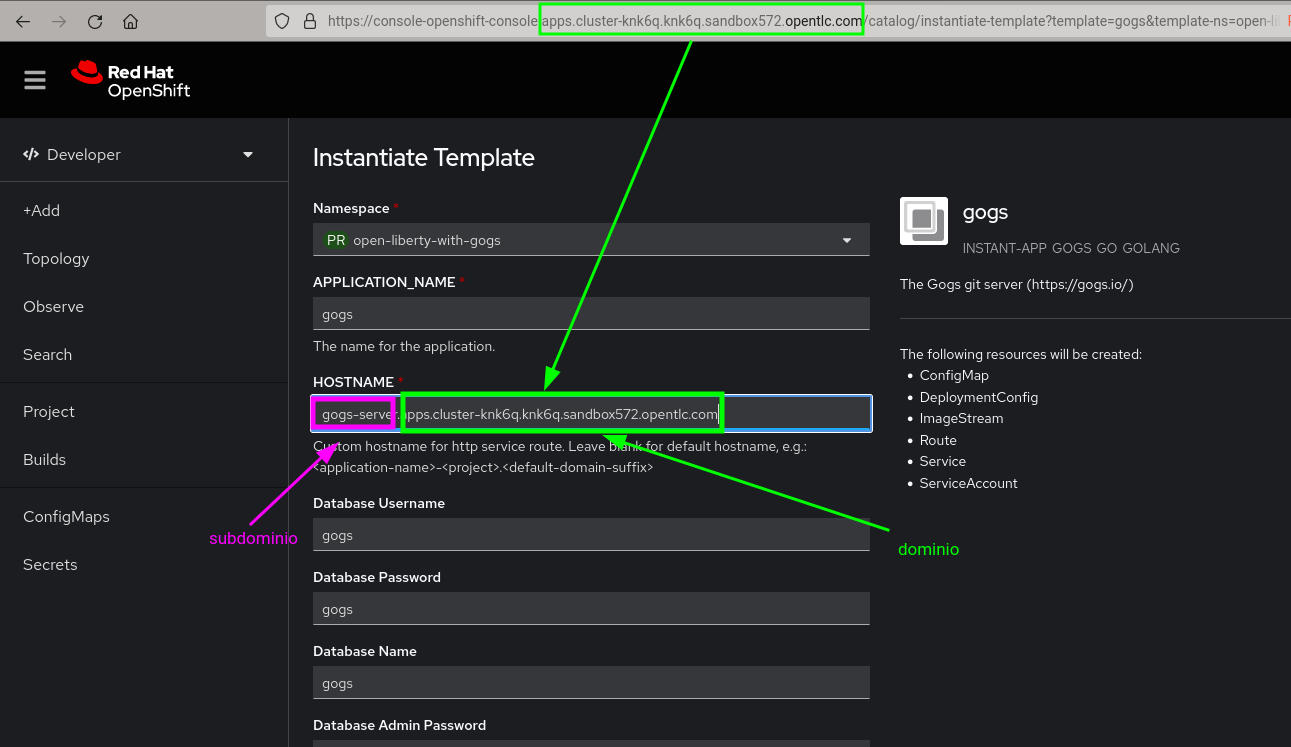 https://console-openshift-console.apps.cluster-knk6q.knk6q.sandbox572.opentlc.com/catalog/instantiate-template?template=gogs&template-ns=open-li
Red Hat
OpenShift
Developer
+Add
Topology
Observe
Search
Project
Builds
ConfigMaps
Secrets
Instantiate Template
Namespace *
PR open-liberty-with-gogs
APPLICATION_NAME *
gogs
The name for the application.
HOSTNAME *
gogs-server.apps.cluster-knk6q.knk6q.sandbox572.opentlc.com
Custom hostname for http service route. Leave blank for default hostname, e.g.:
<application-name>-<project>.<default-domain-suffix>
Database Username
gogs
Database Password
gogs
Database Name
gogs
Database Admin Password
subdominio
dominio
gogs
INSTANT-APP GOGS GO GOLANG
The Gogs git server (https://gogs.io/)
The following resources will be created:
• ConfigMap
• DeploymentConfig
• ImageStream
• Route
• Service
• ServiceAccount